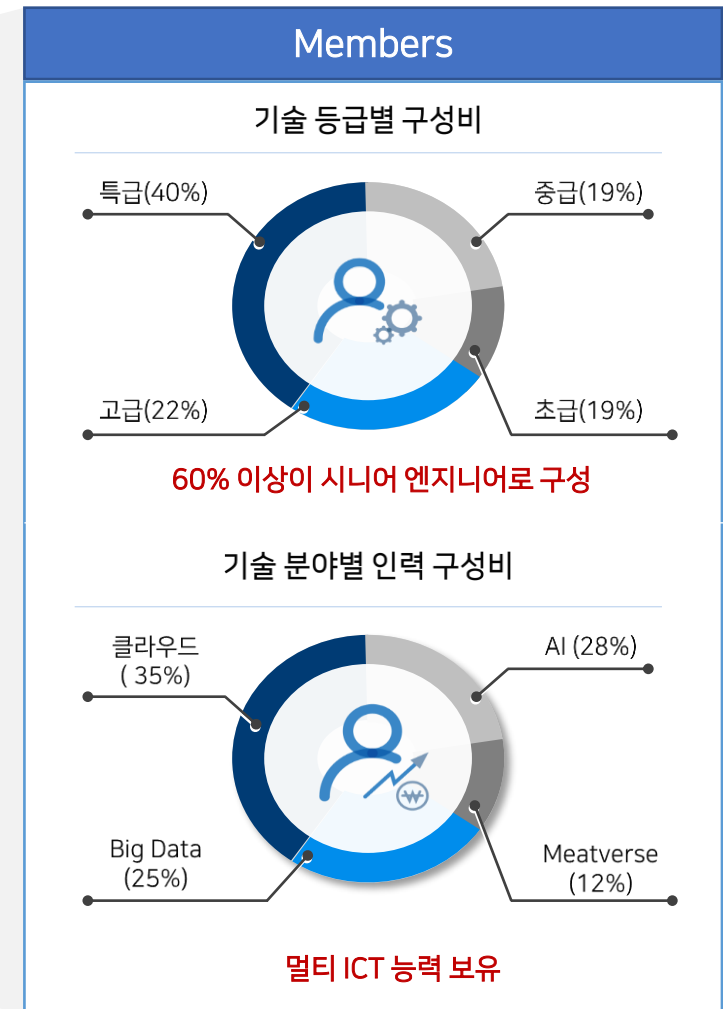 Members
기술 등급별 구성비
특급(40%)
중급(19%)
고급(22%)
초급(19%)
60% 이상이 시니어 엔지니어로 구성
기술 분야별 인력 구성비
클라우드
( 35%)
AI (28%)
₩
Big Data
(25%)
Meatverse
(12%)
멀티 ICT 능력 보유